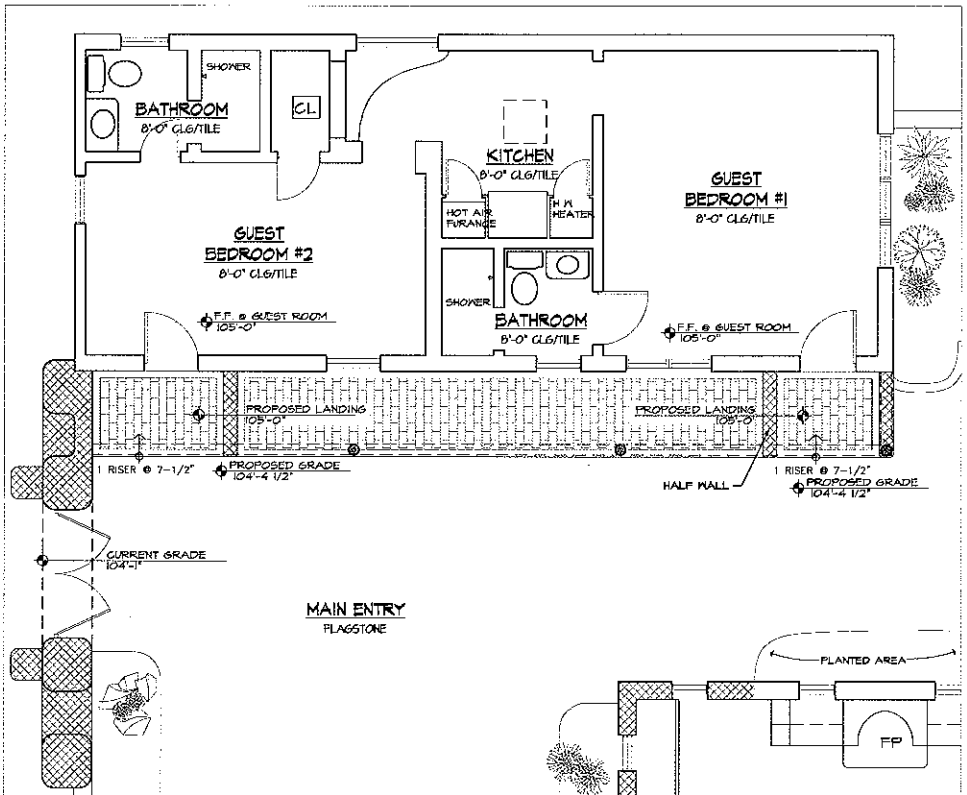 SHOWER
BATHROOM
8'-0" CLG/TILE
CL
KITCHEN
8'-0" CLG/TILE
GUEST
BEDROOM #1
8'-0" CLG/TILE
HOT AIR
FURANCE
H W
HEATER
GUEST
BEDROOM #2
8'-0" CLG/TILE
SHOWER
BATHROOM
8'-0" CLG/TILE
F.F. @ GUEST ROOM
105'-0"
F.F. @ GUEST ROOM
105'-0"
PROPOSED LANDING
105'-0"
PROPOSED LANDING
105'-0"
1 RISER @ 7-1/2"
PROPOSED GRADE
104'-4 1/2"
HALF WALL
1 RISER @ 7-1/2"
PROPOSED GRADE
104'-4 1/2"
CURRENT GRADE
104'-1"
MAIN ENTRY
FLAGSTONE
PLANTED AREA
FP